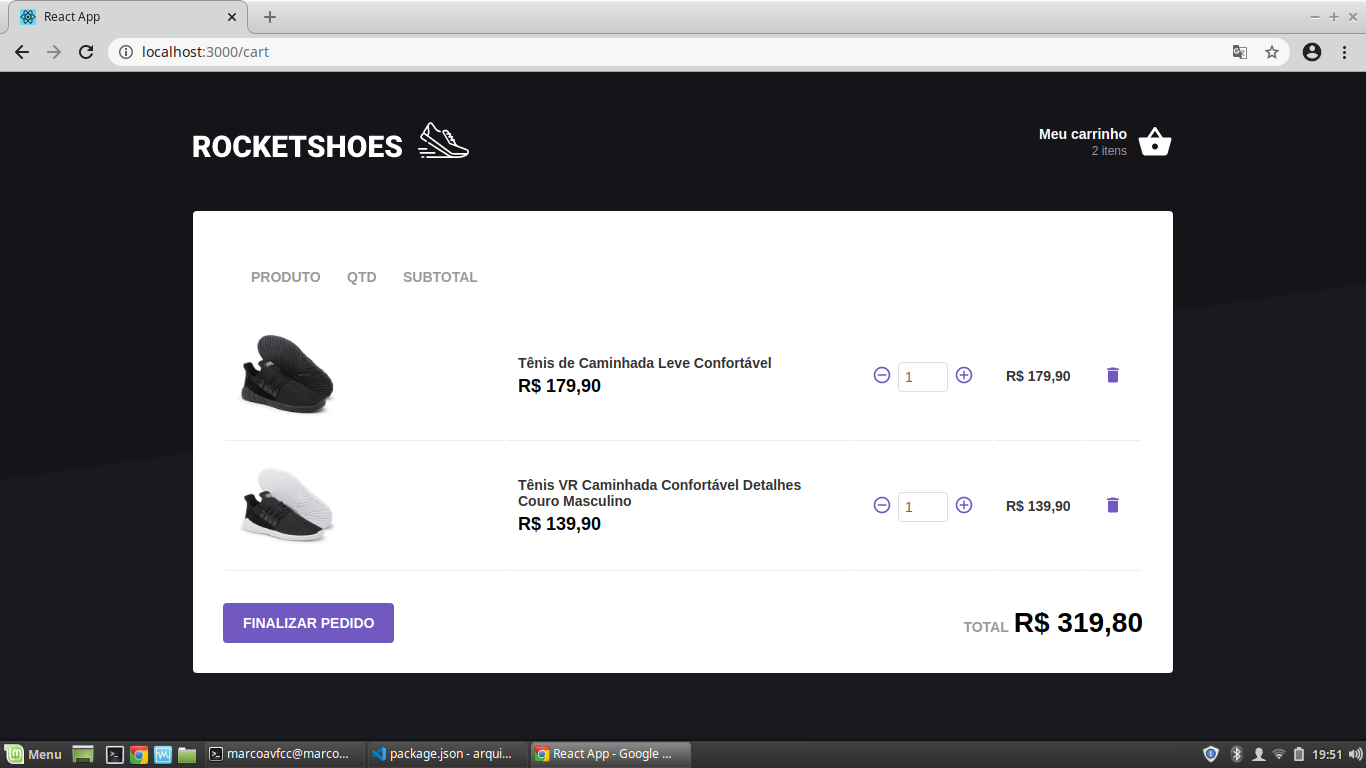 React App
localhost:3000/cart
ROCKETSHOES
Meu carrinho
2 itens
PRODUTO QTD SUBTOTAL
Tênis de Caminhada Leve Confortável
R$ 179,90
1
R$ 179,90
Tênis VR Caminhada Confortável Detalhes
Couro Masculino
R$ 139,90
1
R$ 139,90
FINALIZAR PEDIDO
TOTAL R$ 319,80
Menu
marcoavfcc@marco...
package.json - arqui...
React App - Google ...
19:51